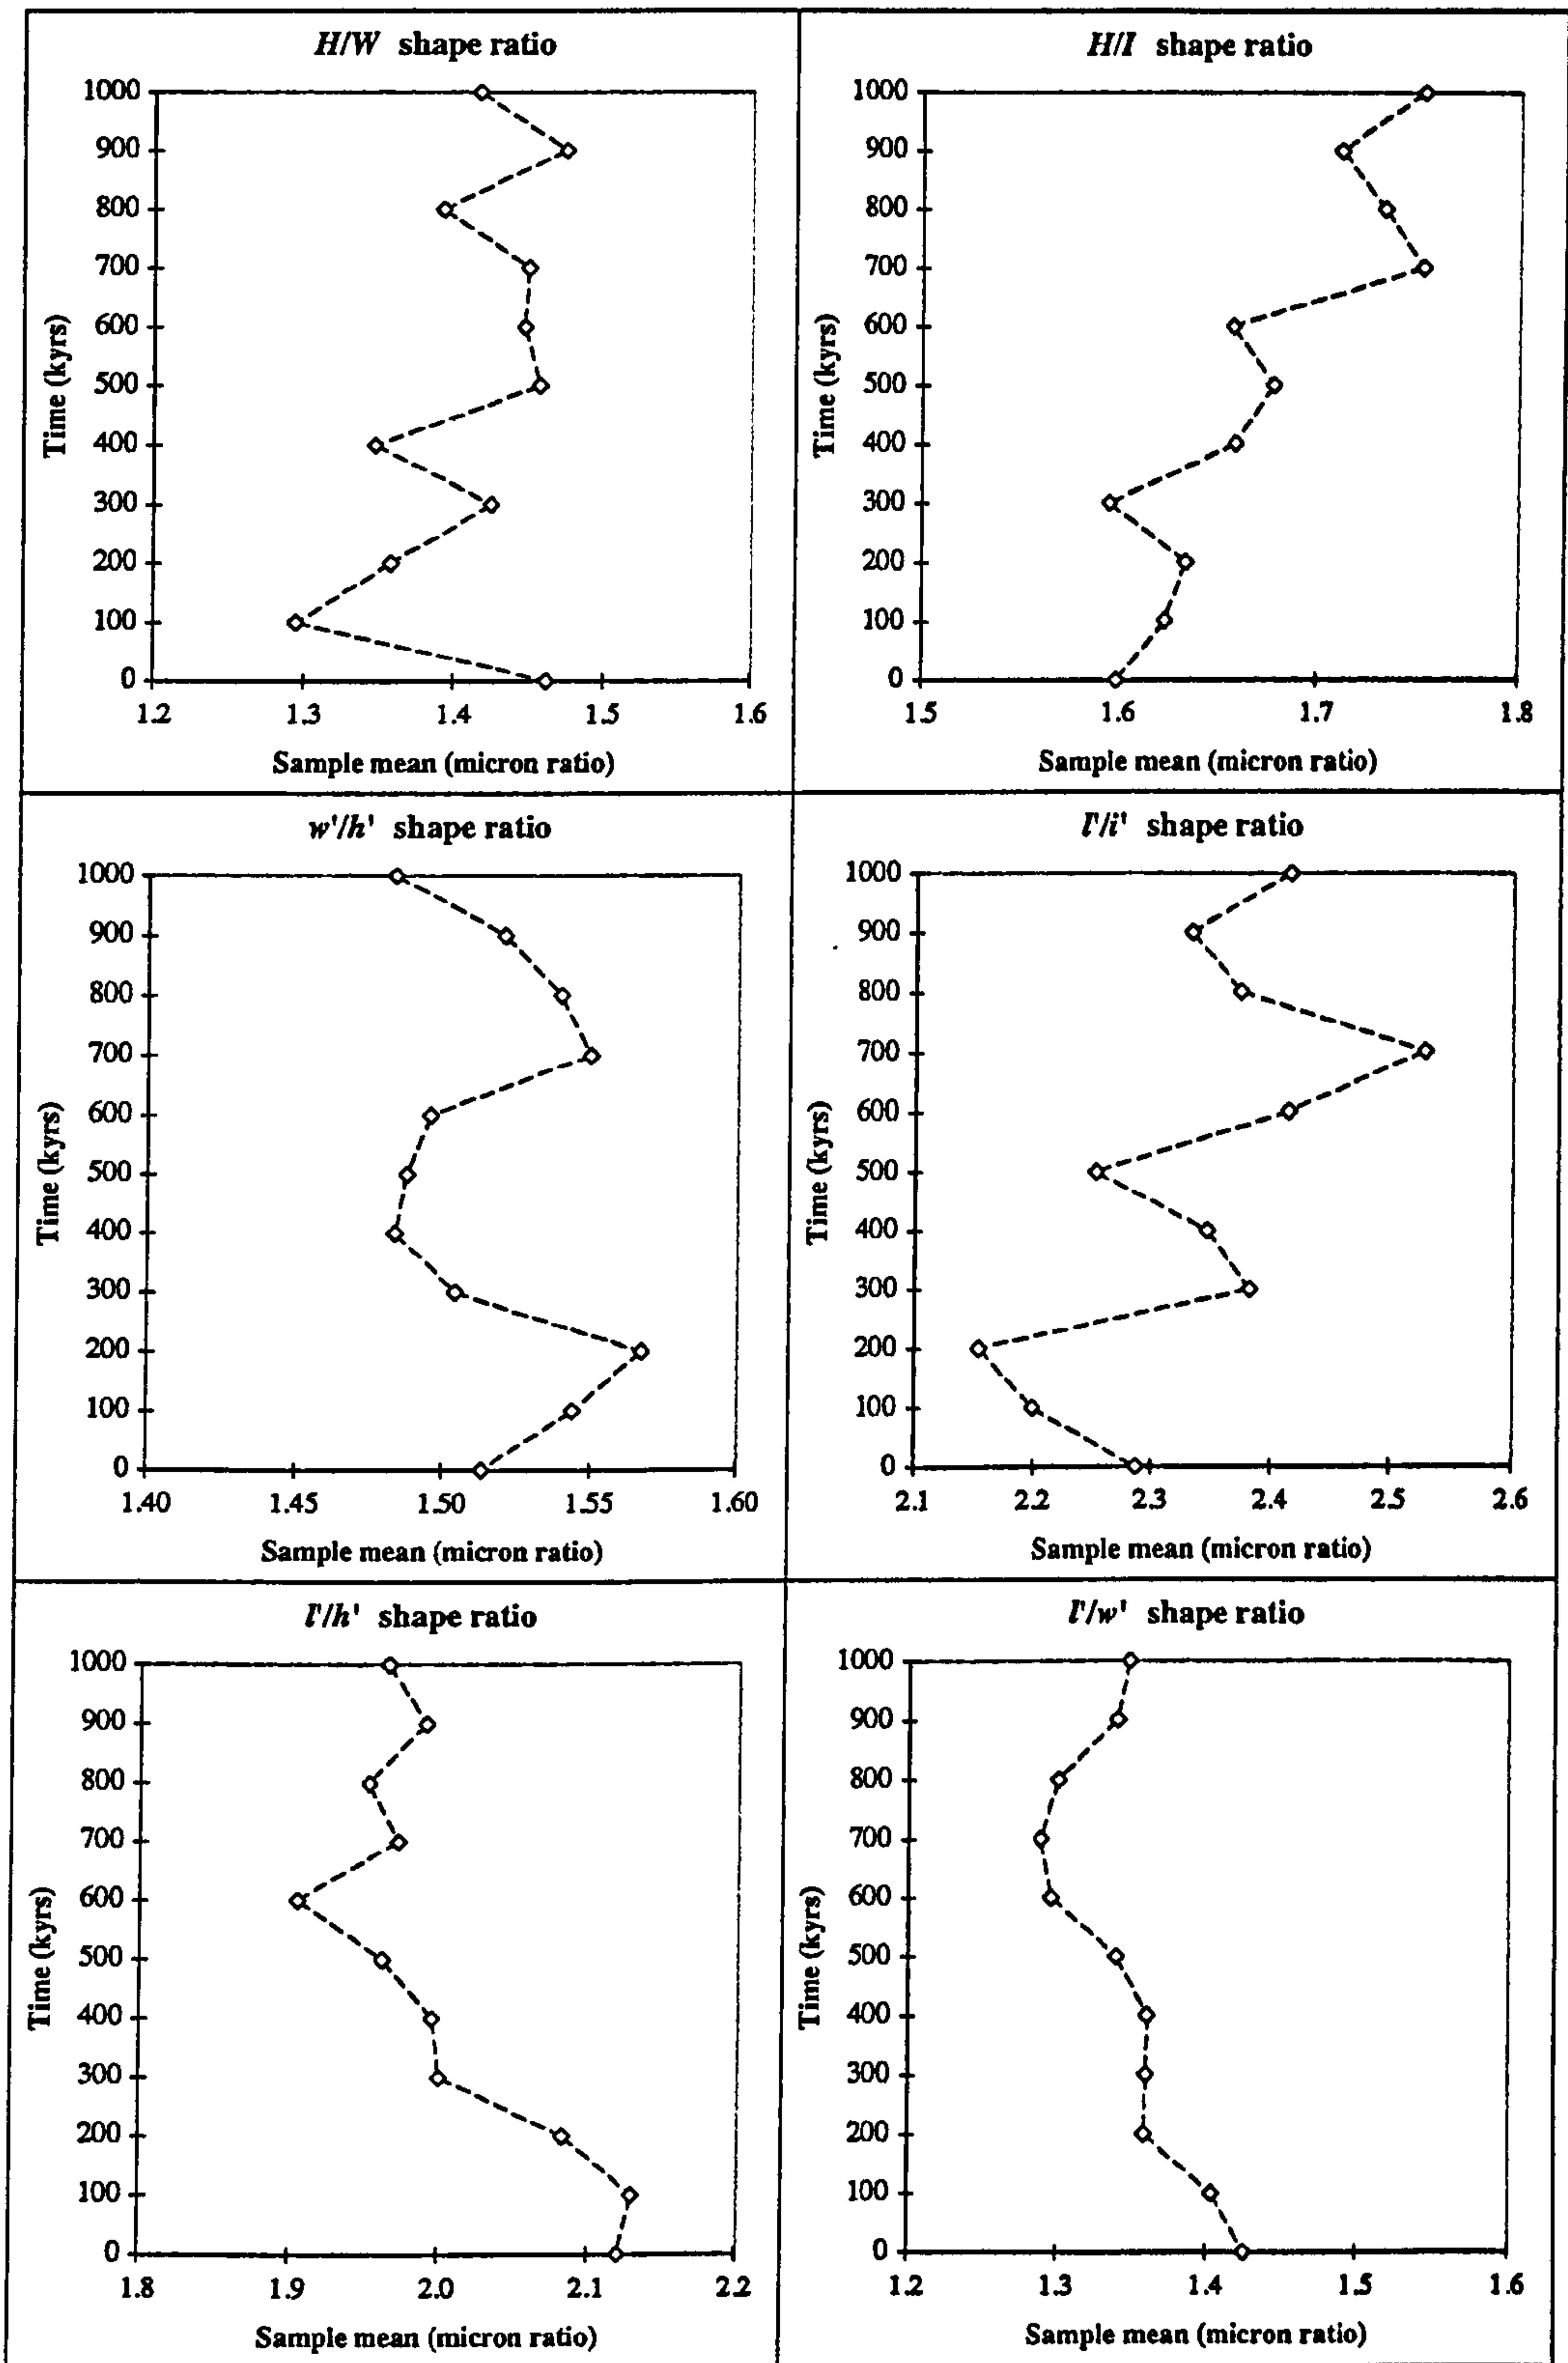 H/W shape ratio
1000
900
800
700
600
500
400
300
200
100
0
Time (kyrs)
1.2 1.3 1.4 1.5 1.6
Sample mean (micron ratio)
H/I shape ratio
1000
900
800
700
600
500
400
300
200
100
0
Time (kyrs)
1.5 1.6 1.7 1.8
Sample mean (micron ratio)
w'/h' shape ratio
1000
900
800
700
600
500
400
300
200
100
0
Time (kyrs)
1.40 1.45 1.50 1.55 1.60
Sample mean (micron ratio)
l'/i' shape ratio
1000
900
800
700
600
500
400
300
200
100
0
Time (kyrs)
2.1 2.2 2.3 2.4 2.5 2.6
Sample mean (micron ratio)
l'/h' shape ratio
1000
900
800
700
600
500
400
300
200
100
0
Time (kyrs)
1.8 1.9 2.0 2.1 2.2
Sample mean (micron ratio)
l'/w' shape ratio
1000
900
800
700
600
500
400
300
200
100
0
Time (kyrs)
1.2 1.3 1.4 1.5 1.6
Sample mean (micron ratio)